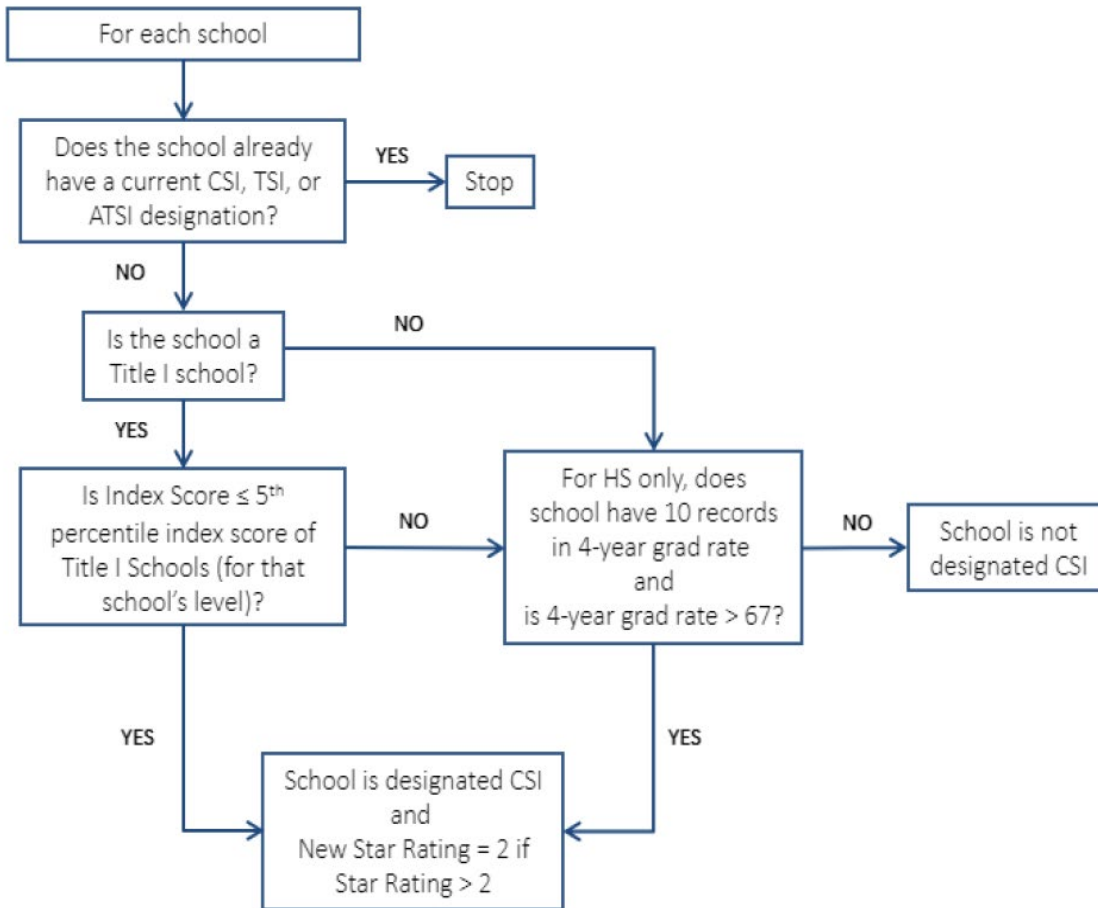 For each school
Does the school already
have a current CSI, TSI, or
ATSI designation?
YES
Stop
NO
Is the school a
Title I school?
NO
YES
Is Index Score ≤ 5th
percentile index score of
Title I Schools (for that
school's level)?
NO
For HS only, does
school have 10 records
in 4-year grad rate
and
is 4-year grad rate > 67?
NO
School is not
designated CSI
YES
YES
School is designated CSI
and
New Star Rating = 2 if
Star Rating > 2